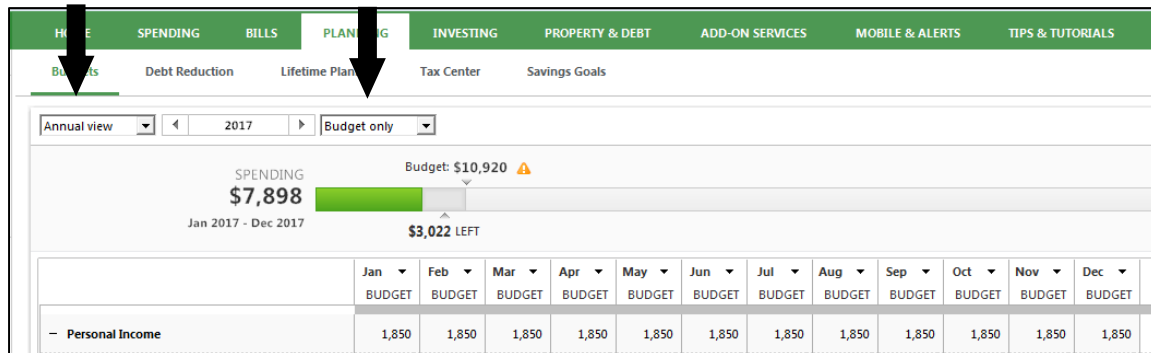 HOME SPENDING BILLS PLANNING INVESTING PROPERTY & DEBT ADD-ON SERVICES MOBILE & ALERTS TIPS & TUTORIALS
Budgets Debt Reduction Lifetime Planner Tax Center Savings Goals
Annual view 2017 Budget only
Budget: $10,920
SPENDING
$7,898
Jan 2017 - Dec 2017
$3,022 LEFT
Jan Feb Mar Apr May Jun Jul Aug Sep Oct Nov Dec
BUDGET BUDGET BUDGET BUDGET BUDGET BUDGET BUDGET BUDGET BUDGET BUDGET BUDGET BUDGET
− Personal Income 1,850 1,850 1,850 1,850 1,850 1,850 1,850 1,850 1,850 1,850 1,850 1,850